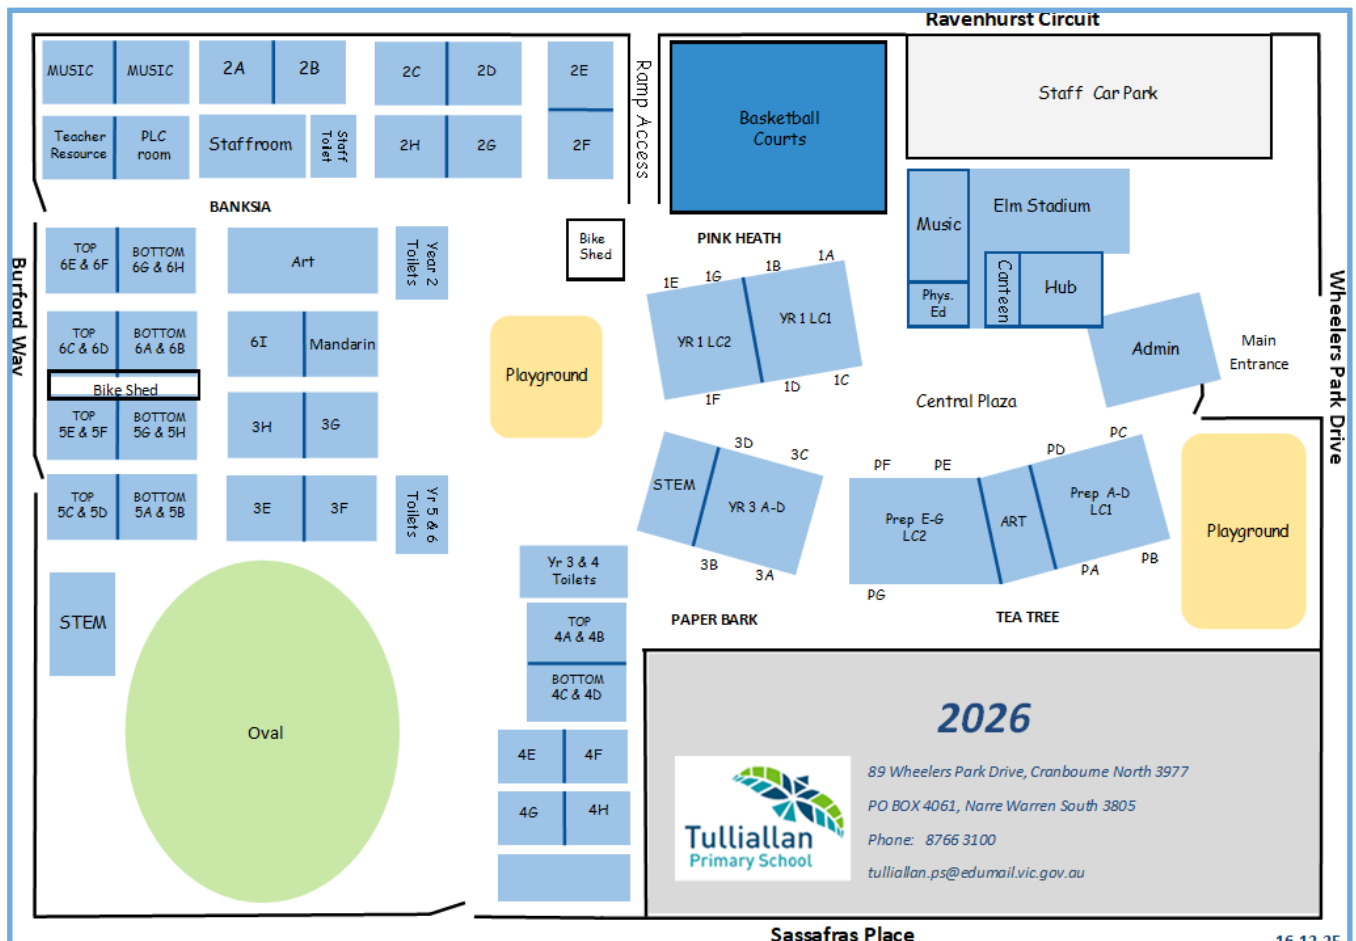 Ravenhurst Circuit
MUSIC
MUSIC
2A
2B
2C
2D
2E
Ramp Access
Basketball
Courts
Staff Car Park
Teacher
Resource
PLC
room
Staffroom
Staff
Toilet
2H
2G
2F
BANKSIA
Music
Elm Stadium
TOP
6E & 6F
BOTTOM
6G & 6H
Art
Year 2
Toilets
Bike
Shed
PINK HEATH
1E
1G
1B
1A
Canteen
Hub
Phys.
Ed
Burford Way
Wheelers Park Drive
TOP
6C & 6D
BOTTOM
6A & 6B
6I
Mandarin
YR 1 LC2
YR 1 LC1
Admin
Main
Entrance
Bike Shed
Playground
1F
1D
1C
Central Plaza
TOP
5E & 5F
BOTTOM
5G & 5H
3H
3G
3D
3C
PF
PE
PD
PC
TOP
5C & 5D
BOTTOM
5A & 5B
3E
3F
Yr 5 & 6
Toilets
STEM
YR 3 A-D
Prep E-G
LC2
ART
Prep A-D
LC1
Playground
3B
3A
PG
PA
PB
Yr 3 & 4
Toilets
PAPER BARK
TEA TREE
STEM
TOP
4A & 4B
BOTTOM
4C & 4D
Oval
4E
4F
4G
4H
2026
Tulliallan
Primary School
89 Wheelers Park Drive, Cranbourne North 3977
PO BOX 4061, Narre Warren South 3805
Phone: 8766 3100
tulliallan.ps@edumail.vic.gov.au
Sassafras Place
16.12.25